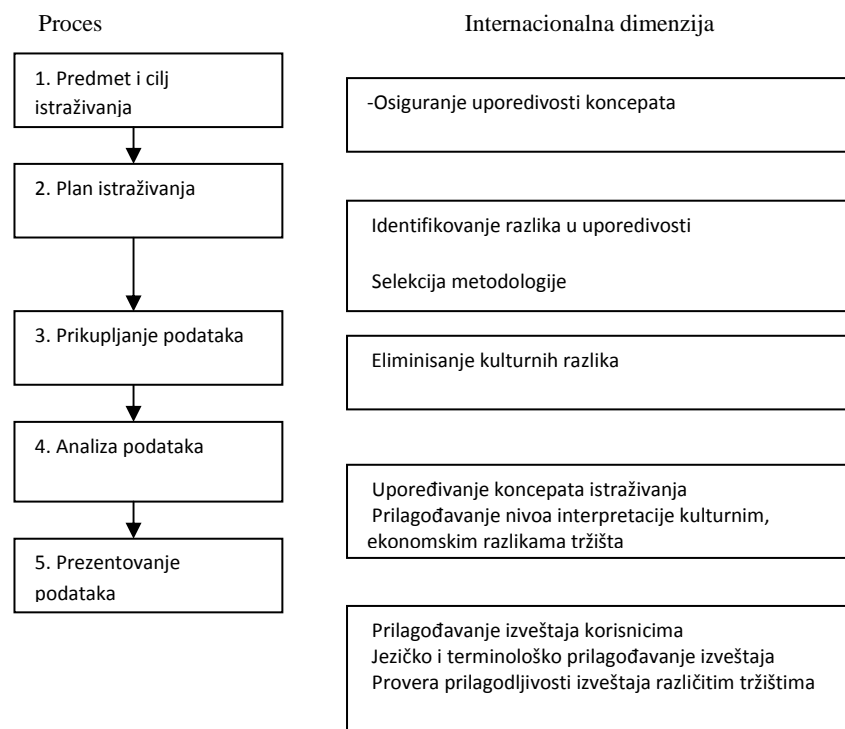 Proces
Internacionalna dimenzija
1. Predmet i cilj
istraživanja
-Osiguranje uporedivosti koncepata
2. Plan istraživanja
Identifikovanje razlika u uporedivosti
Selekcija metodologije
3. Prikupljanje podataka
Eliminisanje kulturnih razlika
4. Analiza podataka
Upoređivanje koncepata istraživanja
Prilagođavanje nivoa interpretacije kulturnim,
ekonomskim razlikama tržišta
5. Prezentovanje
podataka
Prilagođavanje izveštaja korisnicima
Jezičko i terminološko prilagođavanje izveštaja
Provera prilagodljivosti izveštaja različitim tržištima